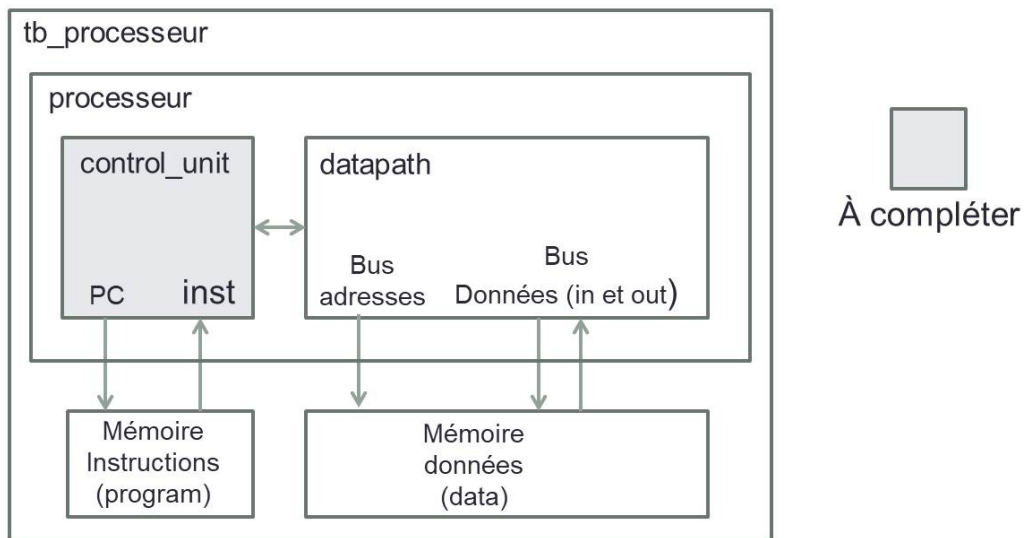 tb_processeur
processeur
control_unit
PC inst
datapath
Bus
adresses
Bus
Données (in et out)
À compléter
Mémoire
Instructions
(program)
Mémoire
données
(data)